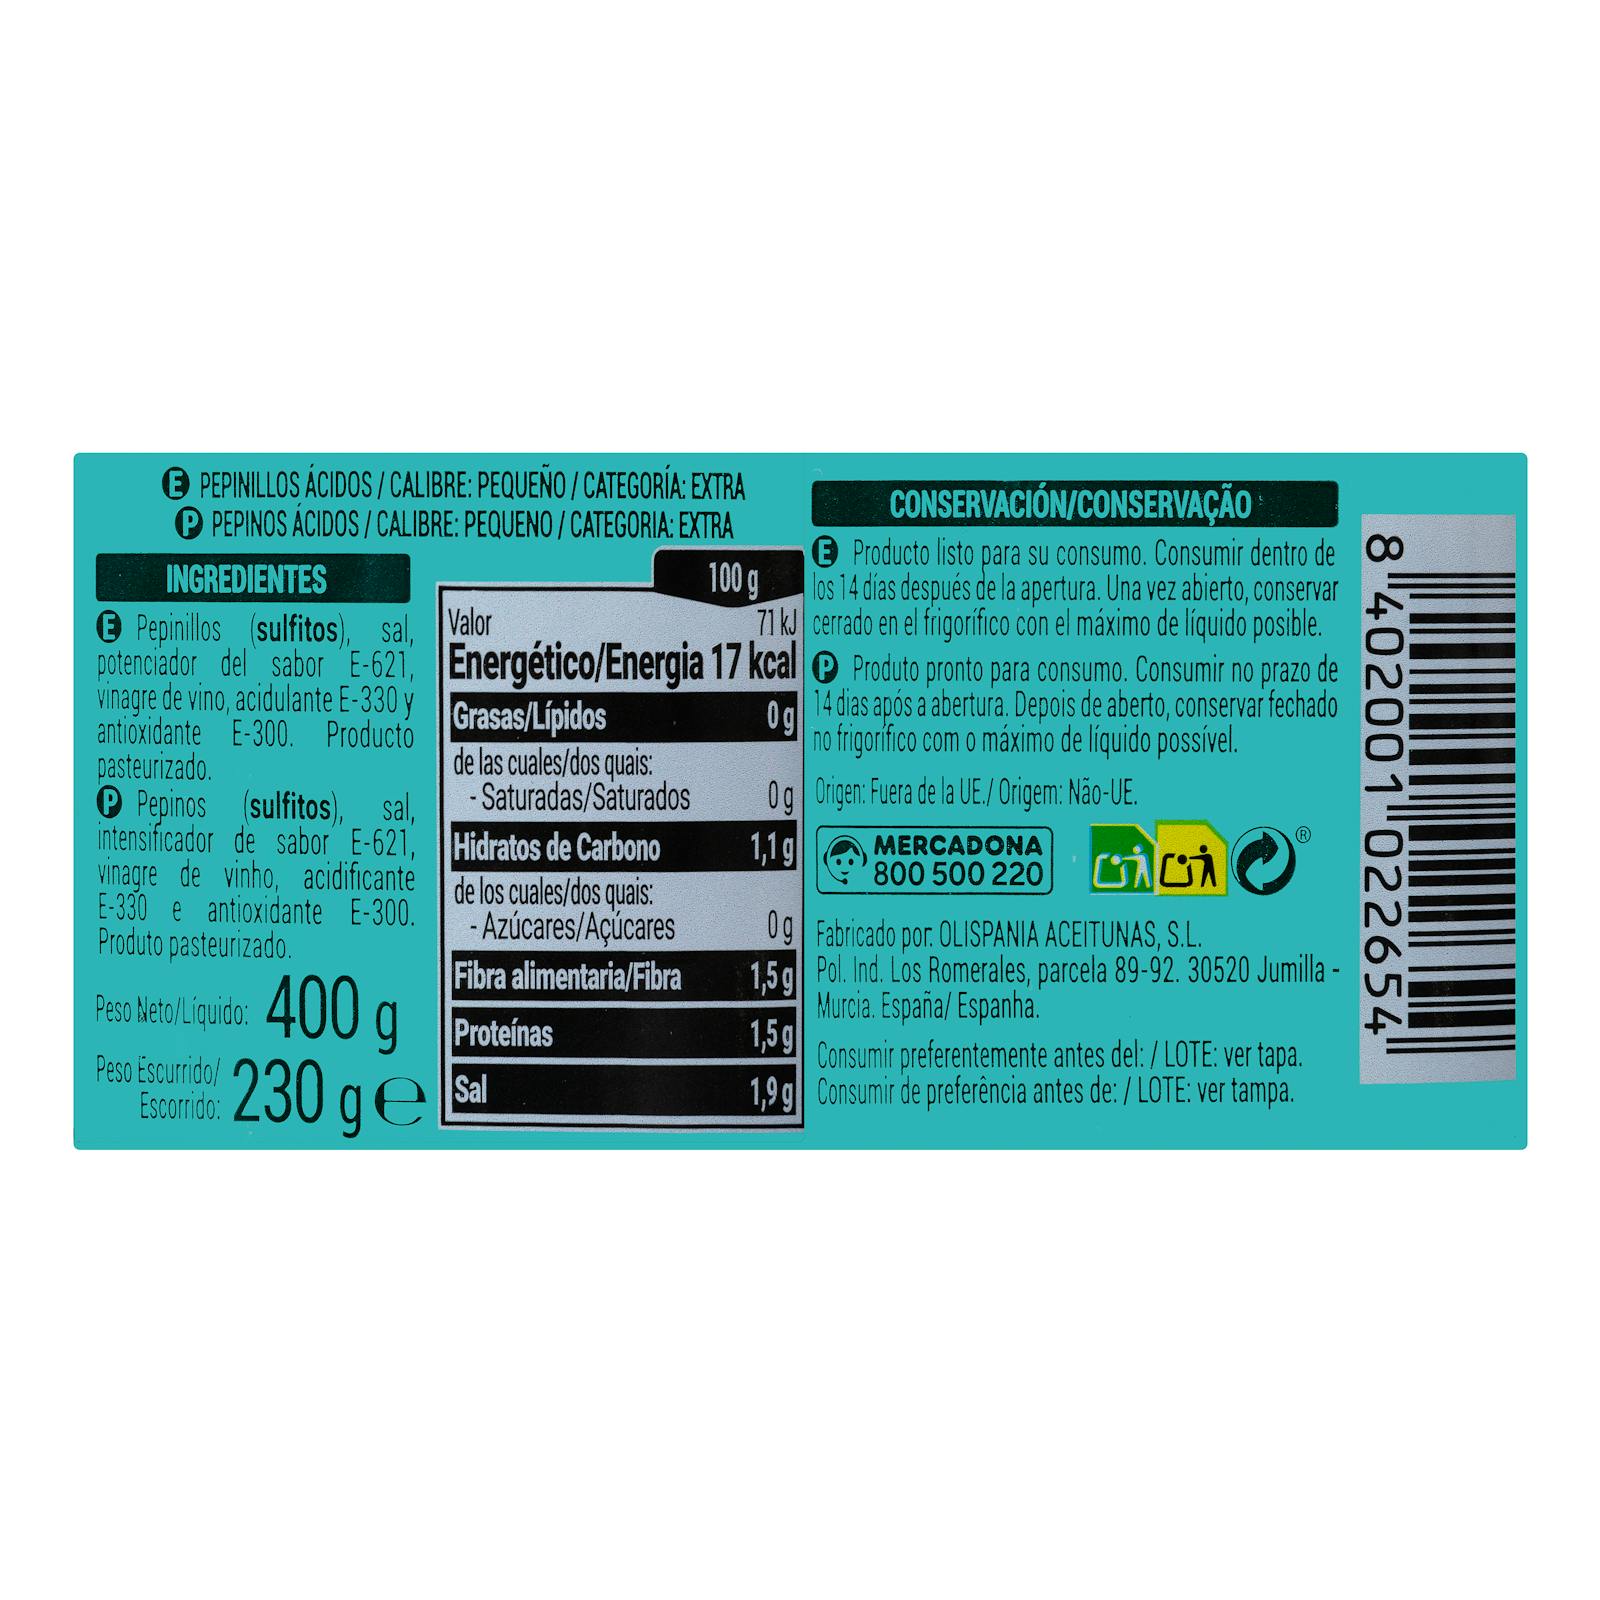 E PEPINILLOS ÁCIDOS / CALIBRE: PEQUEÑO / CATEGORÍA: EXTRA
P PEPINOS ÁCIDOS / CALIBRE: PEQUENO / CATEGORIA: EXTRA
INGREDIENTES
E Pepinillos (sulfitos), sal,
potenciador del sabor E-621,
vinagre de vino, acidulante E-330 y
antioxidante E-300. Producto
pasteurizado.
P Pepinos (sulfitos), sal,
intensificador de sabor E-621,
vinagre de vinho, acidificante
E-330 e antioxidante E-300.
Produto pasteurizado.
Peso Neto/Líquido: 400 g
Peso Escurrido/
Escorrido: 230 g ℮
100 g
Valor 71 kJ
Energético/Energia 17 kcal
Grasas/Lípidos 0 g
de las cuales/dos quais:
- Saturadas/Saturados 0 g
Hidratos de Carbono 1,1 g
de los cuales/dos quais:
- Azúcares/Açúcares 0 g
Fibra alimentaria/Fibra 1,5 g
Proteínas 1,5 g
Sal 1,9 g
CONSERVACIÓN/CONSERVAÇÃO
E Producto listo para su consumo. Consumir dentro de
los 14 días después de la apertura. Una vez abierto, conservar
cerrado en el frigorífico con el máximo de líquido posible.
P Produto pronto para consumo. Consumir no prazo de
14 dias após a abertura. Depois de aberto, conservar fechado
no frigorífico com o máximo de líquido possível.
Origen: Fuera de la UE./ Origem: Não-UE.
MERCADONA
800 500 220
®
Fabricado por: OLISPANIA ACEITUNAS, S.L.
Pol. Ind. Los Romerales, parcela 89-92. 30520 Jumilla -
Murcia. España/ Espanha.
Consumir preferentemente antes del: / LOTE: ver tapa.
Consumir de preferência antes de: / LOTE: ver tampa.
8 402001 022654